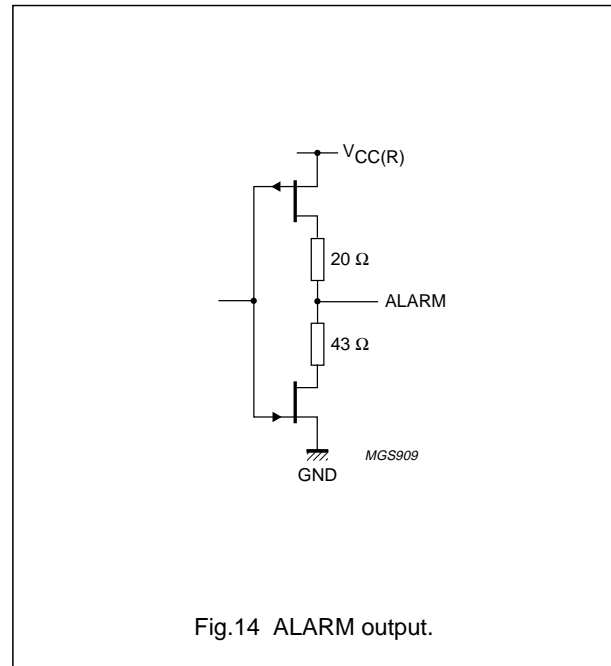 VCC(R)
20 Ω
ALARM
43 Ω
MGS909
GND
Fig.14 ALARM output.